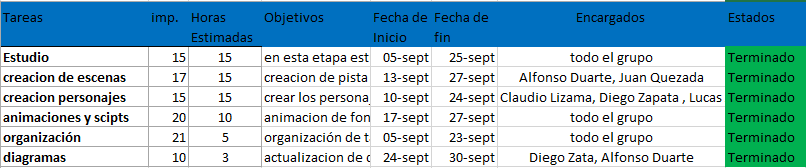 Tareas imp. Horas Estimadas Objetivos Fecha de Inicio Fecha de fin Encargados Estados
Estudio 15 15 en esta etapa est 05-sept 25-sept todo el grupo Terminado
creacion de escenas 17 15 creacion de pista 13-sept 27-sept Alfonso Duarte, Juan Quezada Terminado
creacion personajes 15 15 crear los persona 10-sept 24-sept Claudio Lizama, Diego Zapata , Lucas Terminado
animaciones y scipts 20 10 animacion de fon 17-sept 27-sept todo el grupo Terminado
organización 21 5 organización de t 05-sept 23-sept todo el grupo Terminado
diagramas 10 3 actualizacion de 24-sept 30-sept Diego Zata, Alfonso Duarte Terminado